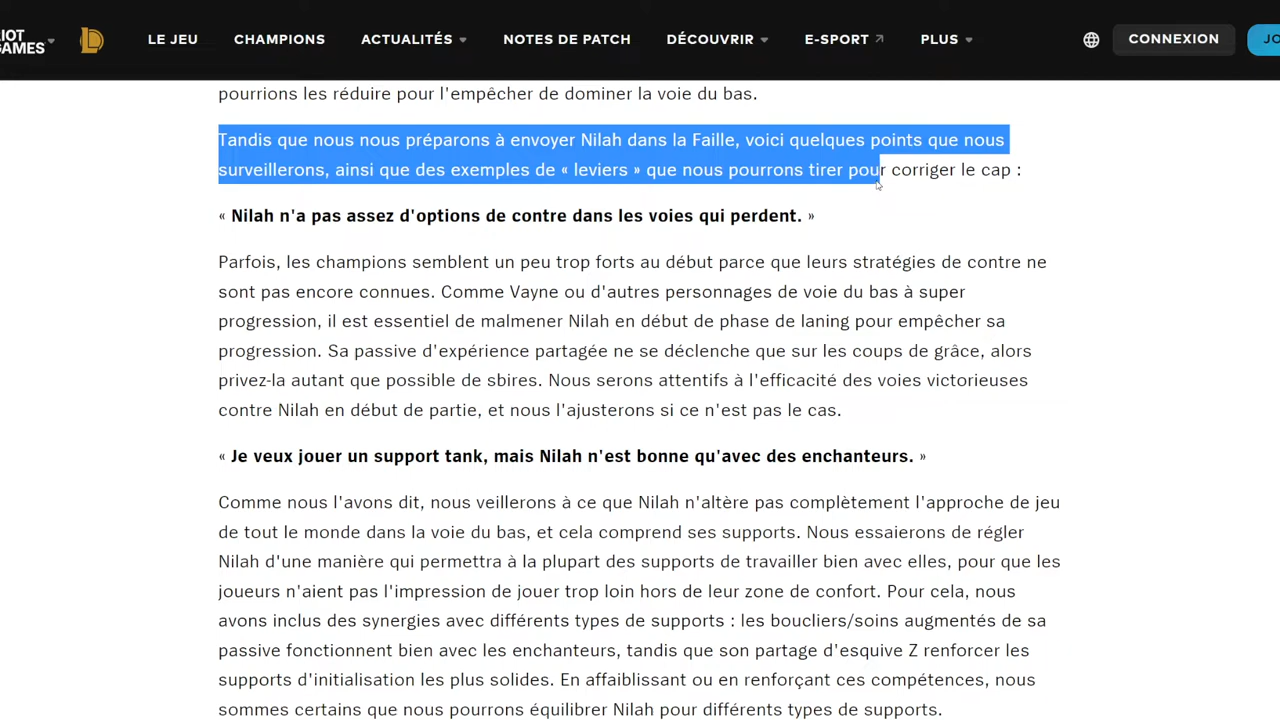 RIOT
GAMES
LE JEU
CHAMPIONS
ACTUALITÉS
NOTES DE PATCH
DÉCOUVRIR
E-SPORT
PLUS
CONNEXION
JO
pourrions les réduire pour l'empêcher de dominer la voie du bas.
Tandis que nous nous préparons à envoyer Nilah dans la Faille, voici quelques points que nous
surveillerons, ainsi que des exemples de « leviers » que nous pourrons tirer pour corriger le cap :
« Nilah n'a pas assez d'options de contre dans les voies qui perdent. »
Parfois, les champions semblent un peu trop forts au début parce que leurs stratégies de contre ne
sont pas encore connues. Comme Vayne ou d'autres personnages de voie du bas à super
progression, il est essentiel de malmener Nilah en début de phase de laning pour empêcher sa
progression. Sa passive d'expérience partagée ne se déclenche que sur les coups de grâce, alors
privez-la autant que possible de sbires. Nous serons attentifs à l'efficacité des voies victorieuses
contre Nilah en début de partie, et nous l'ajusterons si ce n'est pas le cas.
« Je veux jouer un support tank, mais Nilah n'est bonne qu'avec des enchanteurs. »
Comme nous l'avons dit, nous veillerons à ce que Nilah n'altère pas complètement l'approche de jeu
de tout le monde dans la voie du bas, et cela comprend ses supports. Nous essaierons de régler
Nilah d'une manière qui permettra à la plupart des supports de travailler bien avec elles, pour que les
joueurs n'aient pas l'impression de jouer trop loin hors de leur zone de confort. Pour cela, nous
avons inclus des synergies avec différents types de supports : les boucliers/soins augmentés de sa
passive fonctionnent bien avec les enchanteurs, tandis que son partage d'esquive Z renforcer les
supports d'initialisation les plus solides. En affaiblissant ou en renforçant ces compétences, nous
sommes certains que nous pourrons équilibrer Nilah pour différents types de supports.